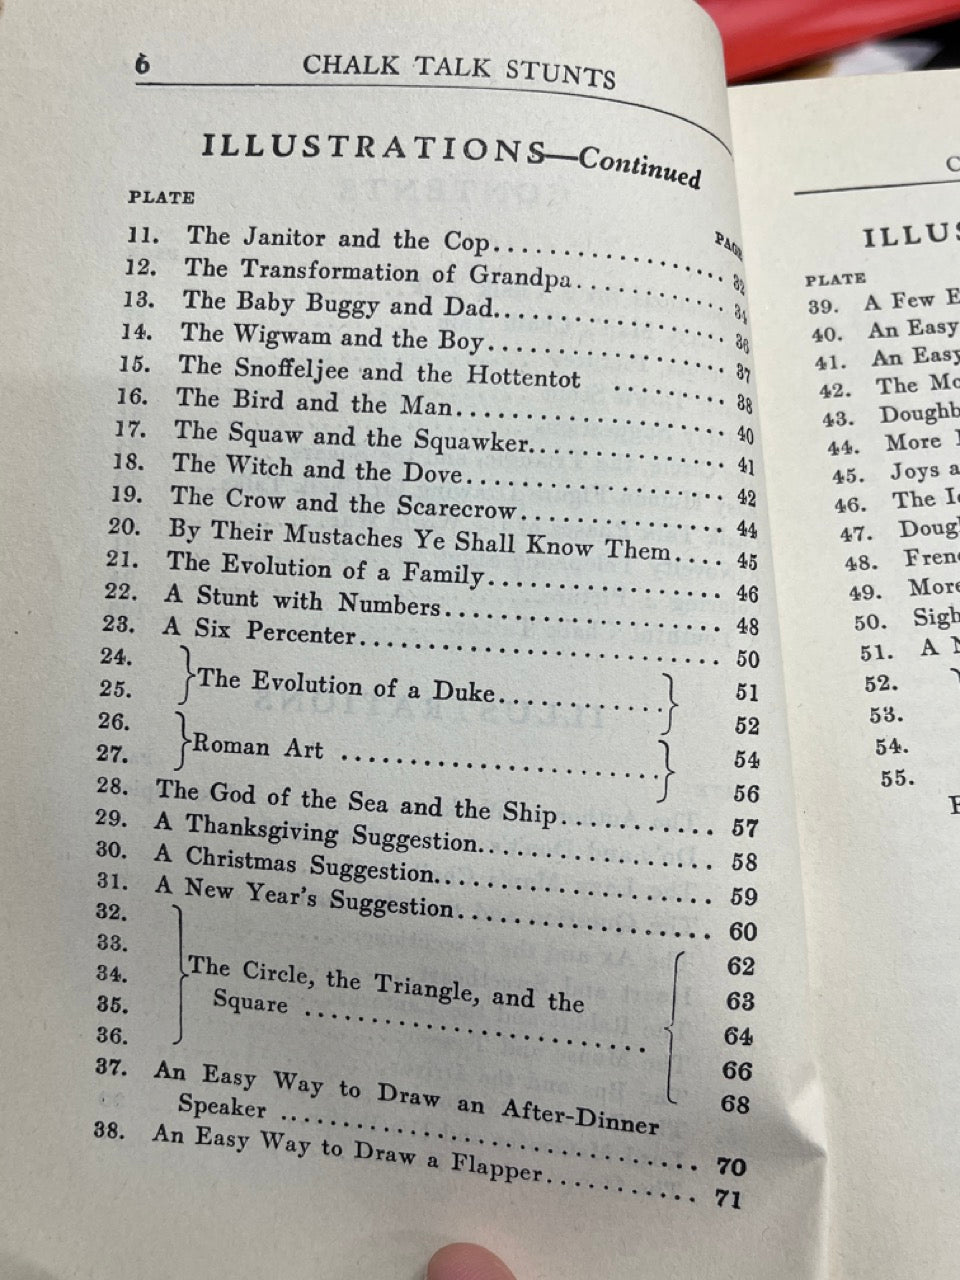 6 CHALK TALK STUNTS
ILLUSTRATIONS—Continued
PLATE PAGE
11. The Janitor and the Cop........................ 32
12. The Transformation of Grandpa................ 34
13. The Baby Buggy and Dad........................ 36
14. The Wigwam and the Boy........................ 37
15. The Snoffeljee and the Hottentot .......... 38
16. The Bird and the Man........................... 40
17. The Squaw and the Squawker.................. 41
18. The Witch and the Dove........................ 42
19. The Crow and the Scarecrow................... 44
20. By Their Mustaches Ye Shall Know Them.... 45
21. The Evolution of a Family..................... 46
22. A Stunt with Numbers........................... 48
23. A Six Percenter................................. 50
24. 51
The Evolution of a Duke............
25. 52
26. 54
Roman Art ........................
27. 56
28. The God of the Sea and the Ship............ 57
29. A Thanksgiving Suggestion.................. 58
30. A Christmas Suggestion..................... 59
31. A New Year's Suggestion................... 60
32. 62
33. 63
The Circle, the Triangle, and the
34. 64
Square ..........................
35. 66
36. 68
37. An Easy Way to Draw an After-Dinner
Speaker ................................. 70
38. An Easy Way to Draw a Flapper............ 71
PLATE
39. A Few
40. An Easy
41. An Easy
42. The
43.
44. More
45. Joys
46. The
47.
48.
49. More
50.
51. A
52.
53.
54.
55.